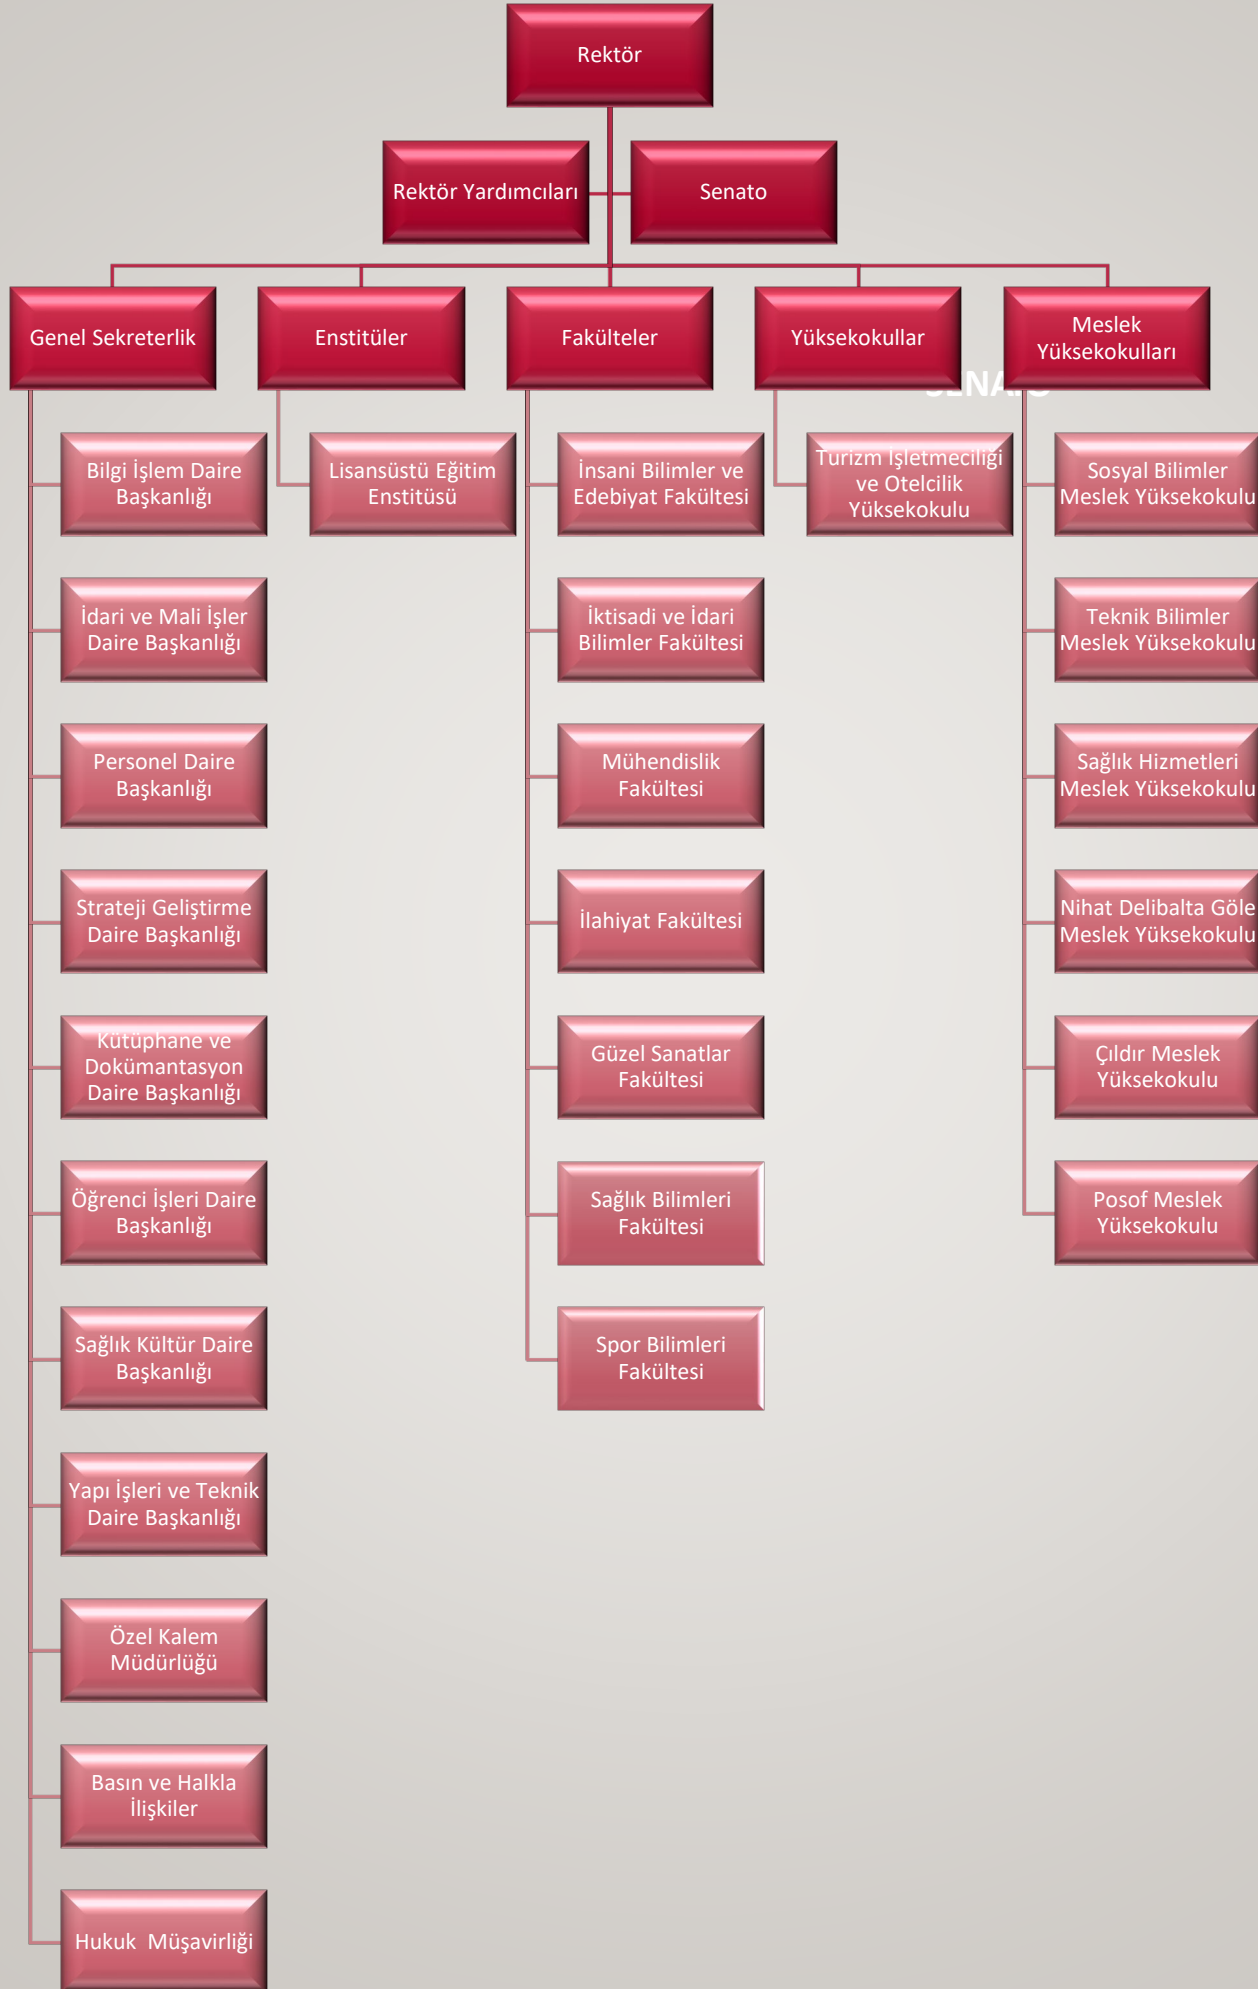 Rektör
Rektör Yardımcıları
Senato
Genel Sekreterlik
Enstitüler
Fakülteler
Yüksekokullar
Meslek
Yüksekokulları
Bilgi İşlem Daire
Başkanlığı
İdari ve Mali İşler
Daire Başkanlığı
Personel Daire
Başkanlığı
Strateji Geliştirme
Daire Başkanlığı
Kütüphane ve
Dokümantasyon
Daire Başkanlığı
Öğrenci İşleri Daire
Başkanlığı
Sağlık Kültür Daire
Başkanlığı
Yapı İşleri ve Teknik
Daire Başkanlığı
Özel Kalem
Müdürlüğü
Basın ve Halkla
İlişkiler
Hukuk  Müşavirliği
Lisansüstü Eğitim
Enstitüsü
İnsani Bilimler ve
Edebiyat Fakültesi
İktisadi ve İdari
Bilimler Fakültesi
Mühendislik
Fakültesi
İlahiyat Fakültesi
Güzel Sanatlar
Fakültesi
Sağlık Bilimleri
Fakültesi
Spor Bilimleri
Fakültesi
Turizm İşletmeciliği
ve Otelcilik
Yüksekokulu
Sosyal Bilimler
Meslek Yüksekokulu
Teknik Bilimler
Meslek Yüksekokulu
Sağlık Hizmetleri
Meslek Yüksekokulu
Nihat Delibalta Göle
Meslek Yüksekokulu
Çıldır Meslek
Yüksekokulu
Posof Meslek
Yüksekokulu